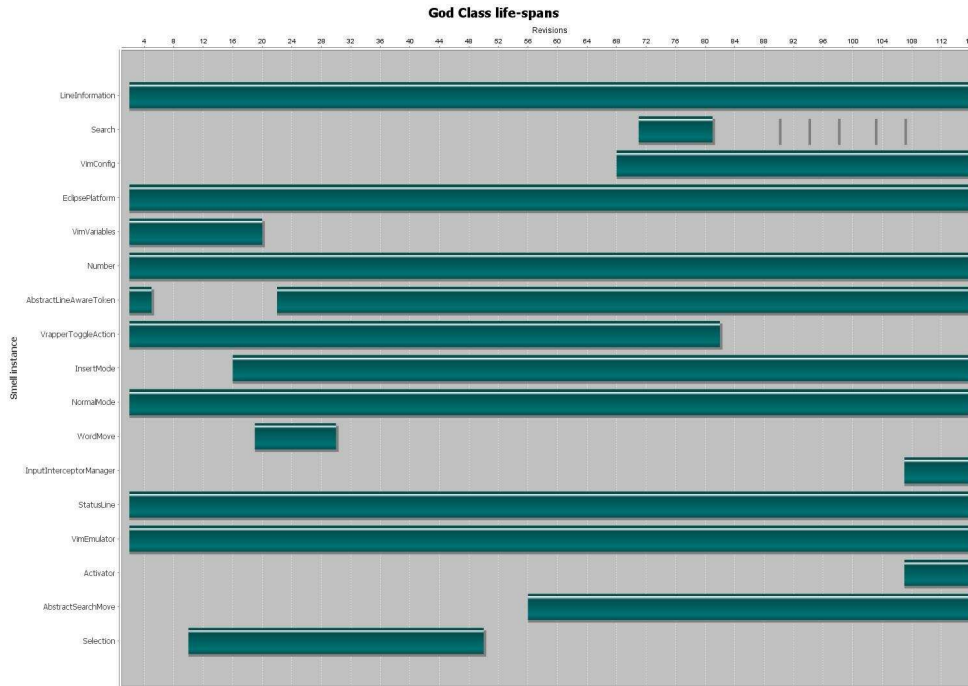 God Class life-spans
Revisions
4 8 12 16 20 24 28 32 36 40 44 48 52 56 60 64 68 72 76 80 84 88 92 96 100 104 108 112
Smell instance
LineInformation
Search
VimConfig
EclipsePlatform
VimVariables
Number
AbstractLineAwareToken
VrapperToggleAction
InsertMode
NormalMode
WordMove
InputInterceptorManager
StatusLine
VimEmulator
Activator
AbstractSearchMove
Selection